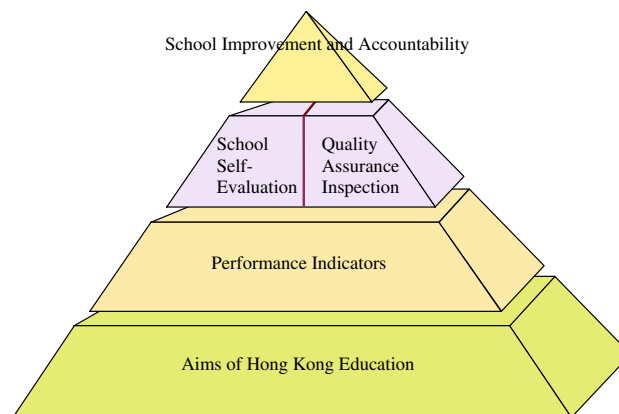 School Improvement and Accountability
School
Self-
Evaluation
Quality
Assurance
Inspection
Performance Indicators
Aims of Hong Kong Education